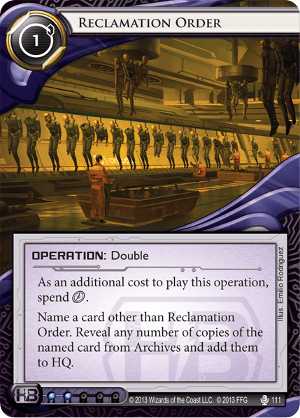 RECLAMATION ORDER
1
OPERATION: Double
As an additional cost to play this operation,
spend .
Name a card other than Reclamation
Order. Reveal any number of copies of the
named card from Archives and add them
to HQ.
Illus. Emilio Rodriguez
HB
© 2013 Wizards of the Coast LLC. © 2013 FFG
111